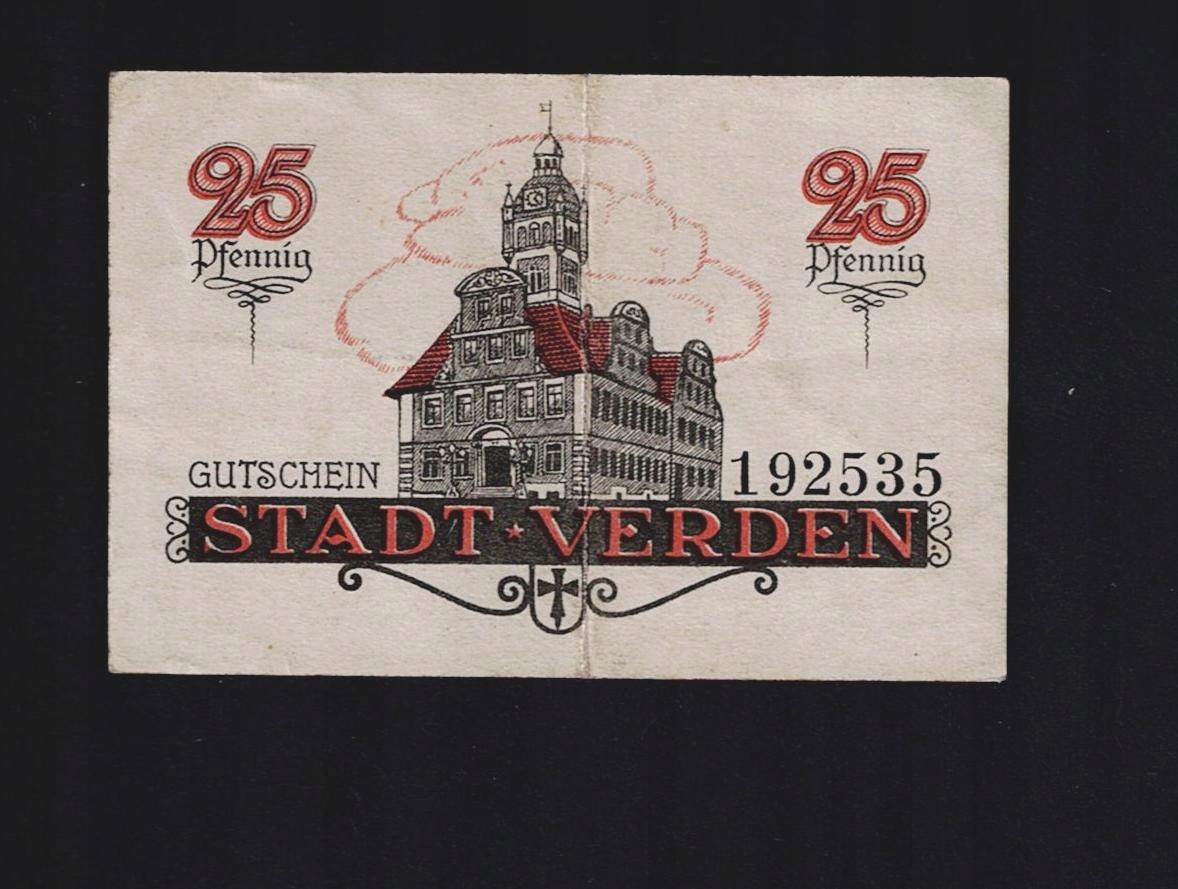 25 25
Pfennig Pfennig
GUTSCHEIN 192535
STADT ⋆ VERDEN